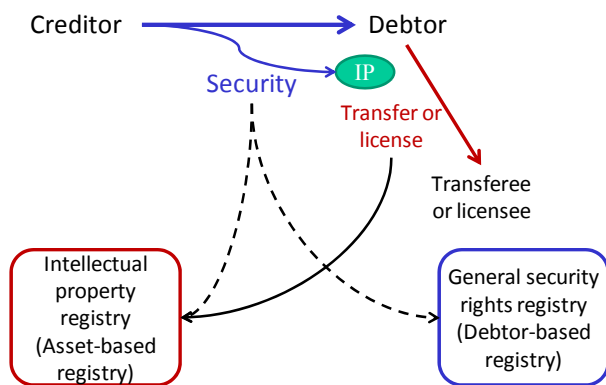 Creditor
Debtor
IP
Security
Transfer or
license
Transferee
or licensee
Intellectual
property
registry
(Asset-based
registry)
General security
rights registry
(Debtor-based
registry)